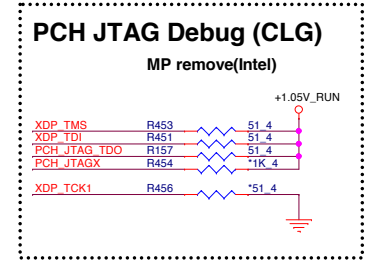 PCH JTAG Debug (CLG)
MP remove(Intel)
+1.05V_RUN
XDP_TMS R453 51_4
XDP_TDI R451 51_4
PCH_JTAG_TDO R157 51_4
PCH_JTAGX R454 *1K_4
XDP_TCK1 R456 *51_4